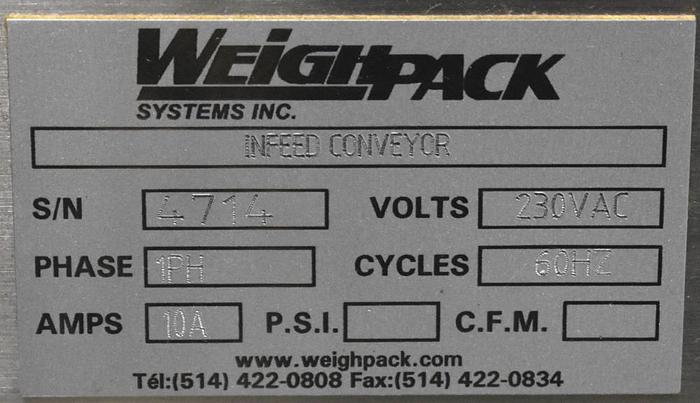 WEIGHPACK
SYSTEMS INC.
INFEED CONVEYOR
S/N 4714 VOLTS 230VAC
PHASE 1PH CYCLES 60HZ
AMPS 10A P.S.I. C.F.M.
www.weighpack.com
Tél:(514) 422-0808 Fax:(514) 422-0834